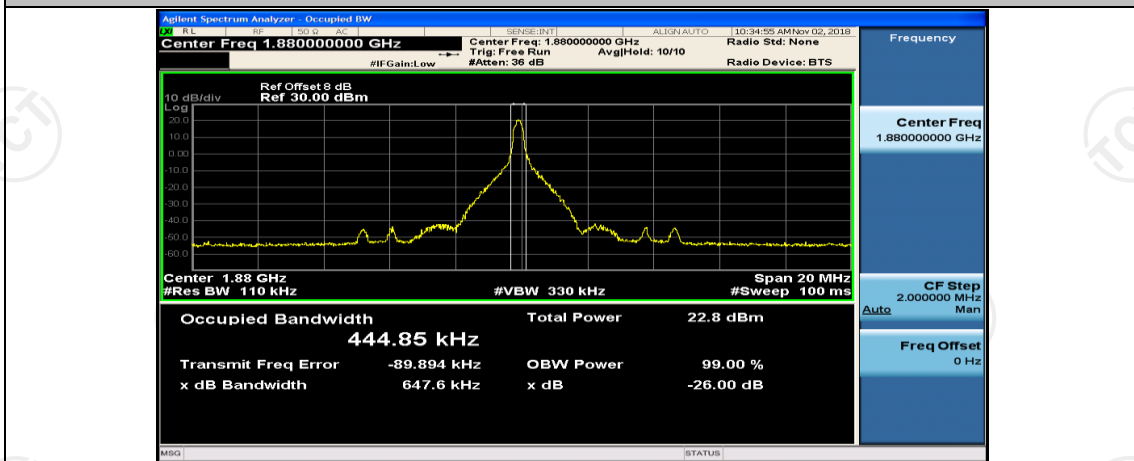 Agilent Spectrum Analyzer - Occupied BW
LXI RL RF 50 Ω AC SENSE:INT ALIGN AUTO 10:34:55 AM Nov 02, 2018
Center Freq 1.880000000 GHz
Center Freq: 1.880000000 GHz
Radio Std: None
Trig: Free Run Avg|Hold: 10/10
#IFGain:Low #Atten: 36 dB
Radio Device: BTS
Ref Offset 8 dB
10 dB/div Ref 30.00 dBm
Log
20.0
10.0
0.00
-10.0
-20.0
-30.0
-40.0
-50.0
-60.0
Center 1.88 GHz Span 20 MHz
#Res BW 110 kHz #VBW 330 kHz #Sweep 100 ms
Occupied Bandwidth Total Power 22.8 dBm
444.85 kHz
Transmit Freq Error -89.894 kHz OBW Power 99.00 %
x dB Bandwidth 647.6 kHz x dB -26.00 dB
MSG STATUS
Frequency
Center Freq
1.880000000 GHz
CF Step
2.000000 MHz
Auto Man
Freq Offset
0 Hz
TCT